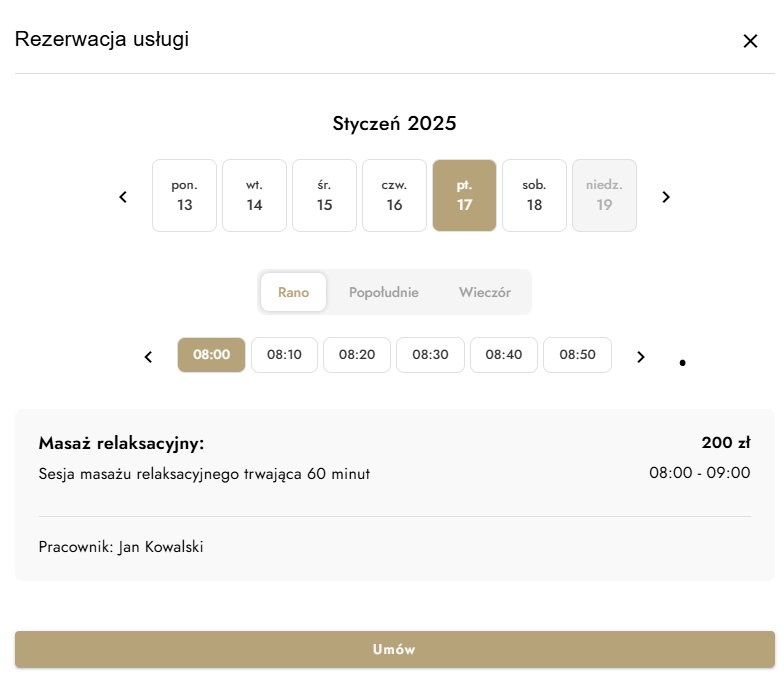 Rezerwacja usługi
Styczeń 2025
pon. wt. śr. czw. pt. sob. niedz.
13 14 15 16 17 18 19
Rano Popołudnie Wieczór
08:00 08:10 08:20 08:30 08:40 08:50
Masaż relaksacyjny: 200 zł
Sesja masażu relaksacyjnego trwająca 60 minut 08:00 - 09:00
Pracownik: Jan Kowalski
Umów